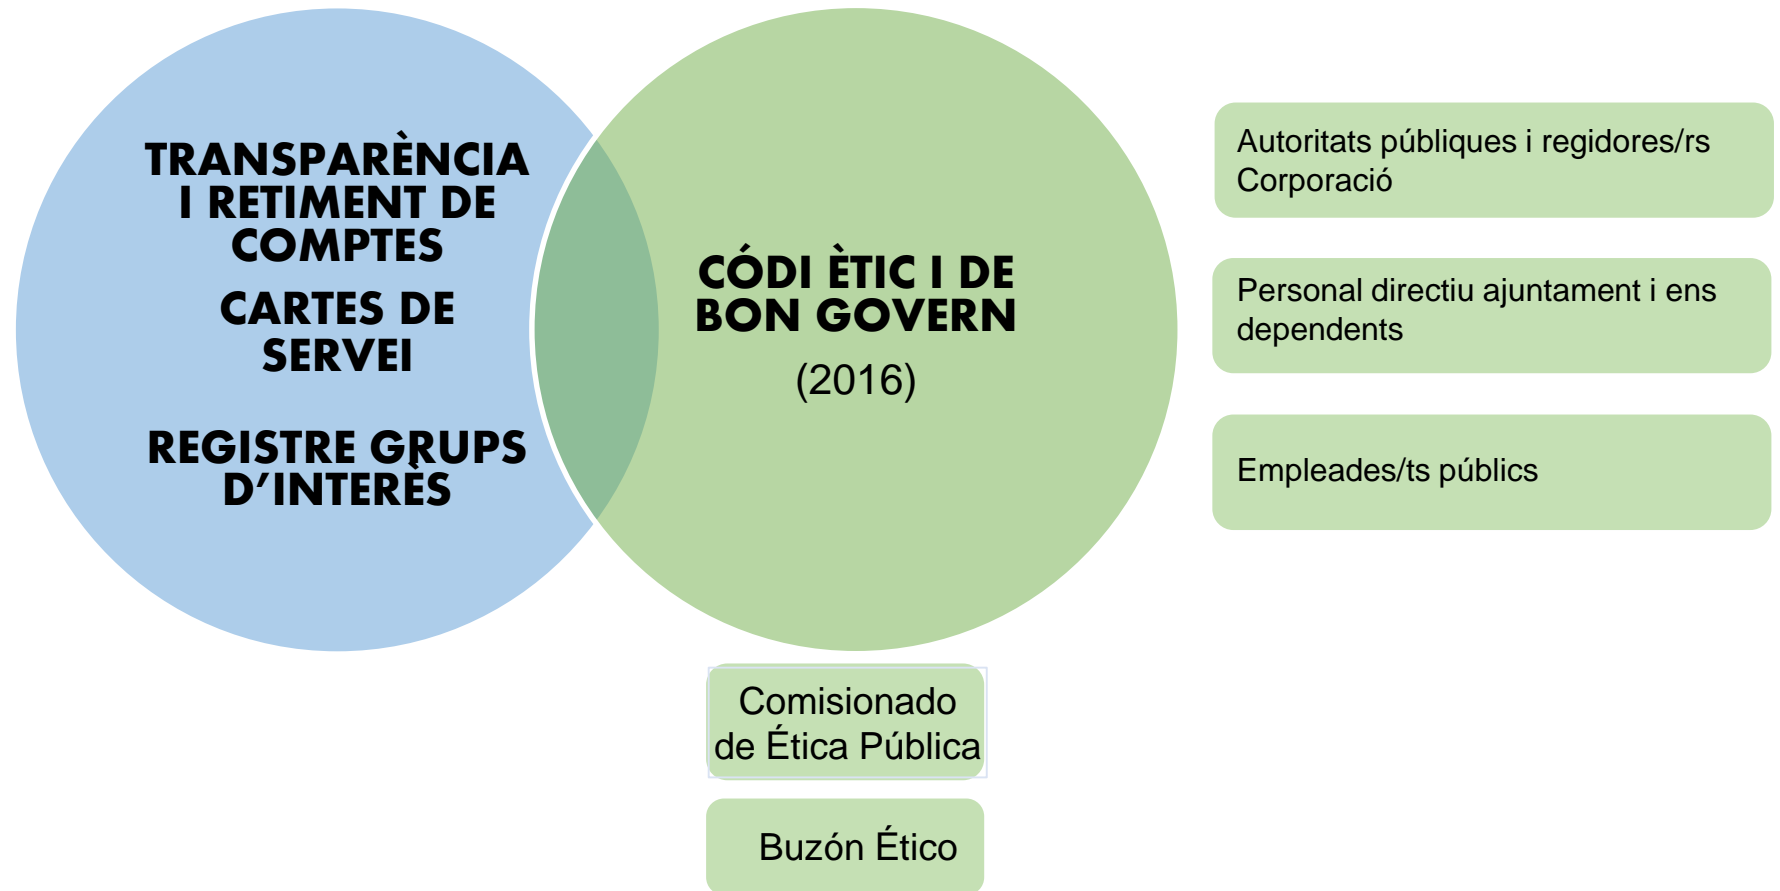 TRANSPARÈNCIA
I RETIMENT DE
COMPTES
CARTES DE
SERVEI
REGISTRE GRUPS
D’INTERÈS
CÓDI ÈTIC I DE
BON GOVERN
(2016)
Autoritats públiques i regidores/rs
Corporació
Personal directiu ajuntament i ens
dependents
Empleades/ts públics
Comisionado
de Ética Pública
Buzón Ético